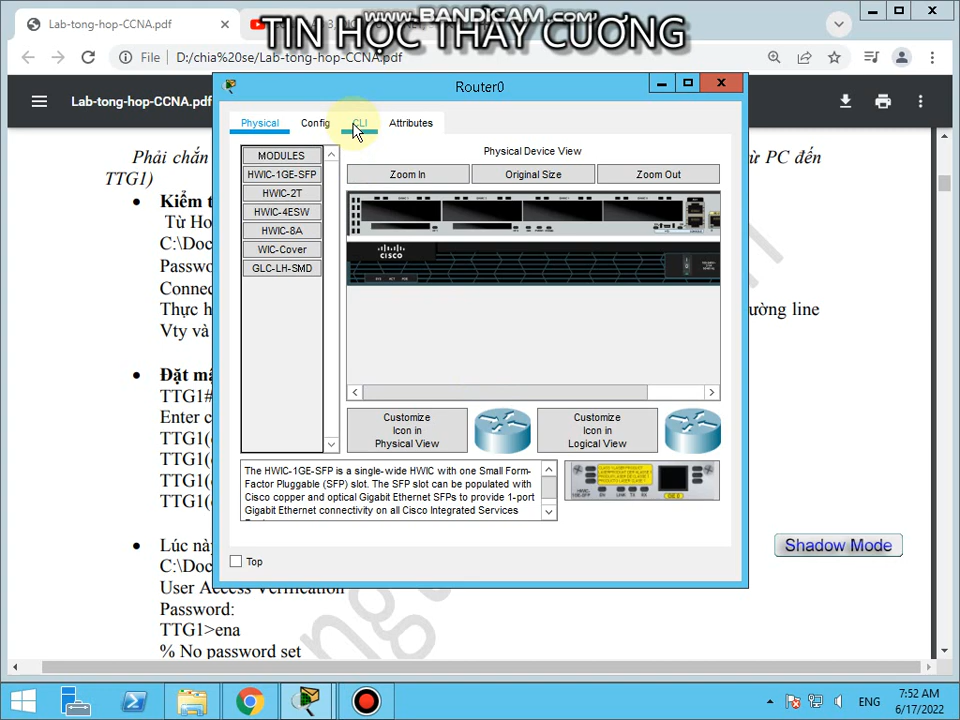 Lab-tong-hop-CCNA.pdf
www.BANDICAM.com
TIN HỌC THẦY CƯƠNG
File
D:/chia%20se/Lab-tong-hop-CCNA.pdf
Lab-tong-hop-CCNA.pdf
Router0
Physical
Config
CLI
Attributes
MODULES
HWIC-1GE-SFP
HWIC-2T
HWIC-4ESW
HWIC-8A
WIC-Cover
GLC-LH-SMD
Physical Device View
Zoom In
Original Size
Zoom Out
CISCO
Customize
Icon in
Physical View
Customize
Icon in
Logical View
The HWIC-1GE-SFP is a single-wide HWIC with one Small Form-
Factor Pluggable (SFP) slot. The SFP slot can be populated with
Cisco copper and optical Gigabit Ethernet SFPs to provide 1-port
Gigabit Ethernet connectivity on all Cisco Integrated Services
Top
Phải chắn
từ PC đến
TTG1)
Kiểm t
Từ Ho
C:\Doc
Passwo
Connec
Thực h
ường line
Vty và
Đặt mậ
TTG1#
Enter c
TTG1(c
TTG1(c
TTG1(c
TTG1(c
Lúc này
C:\Doc
User Access Verification
Password:
TTG1>ena
% No password set
Shadow Mode
ENG
7:52 AM
6/17/2022